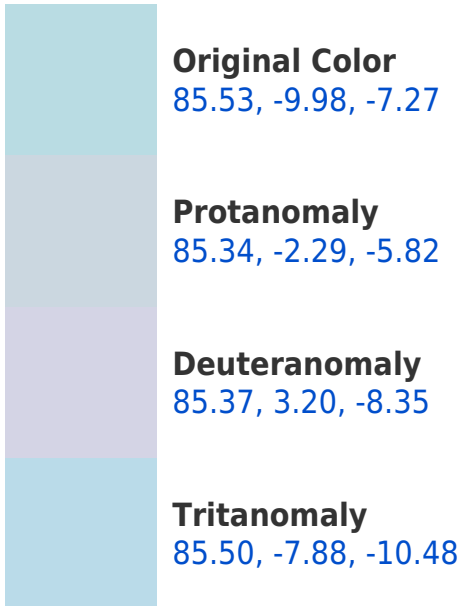 Original Color
85.53, -9.98, -7.27
Protanomaly
85.34, -2.29, -5.82
Deuteranomaly
85.37, 3.20, -8.35
Tritanomaly
85.50, -7.88, -10.48